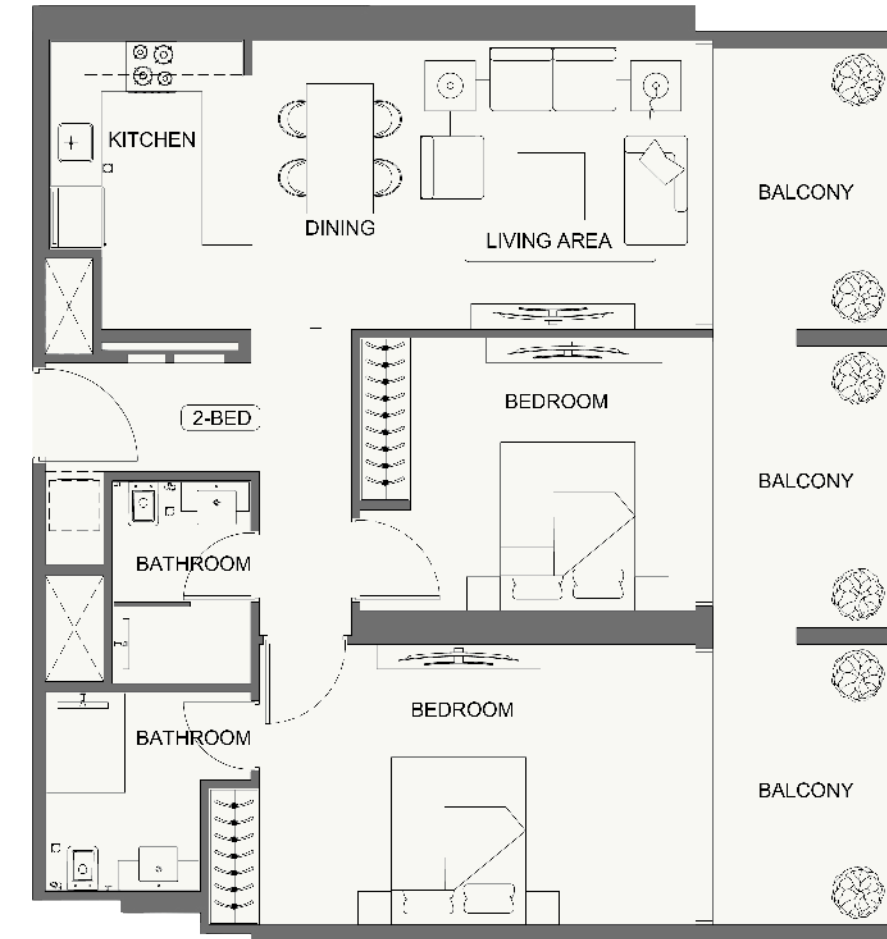 KITCHEN
DINING
LIVING AREA
BALCONY
2-BED
BEDROOM
BALCONY
BATHROOM
BATHROOM
BEDROOM
BALCONY